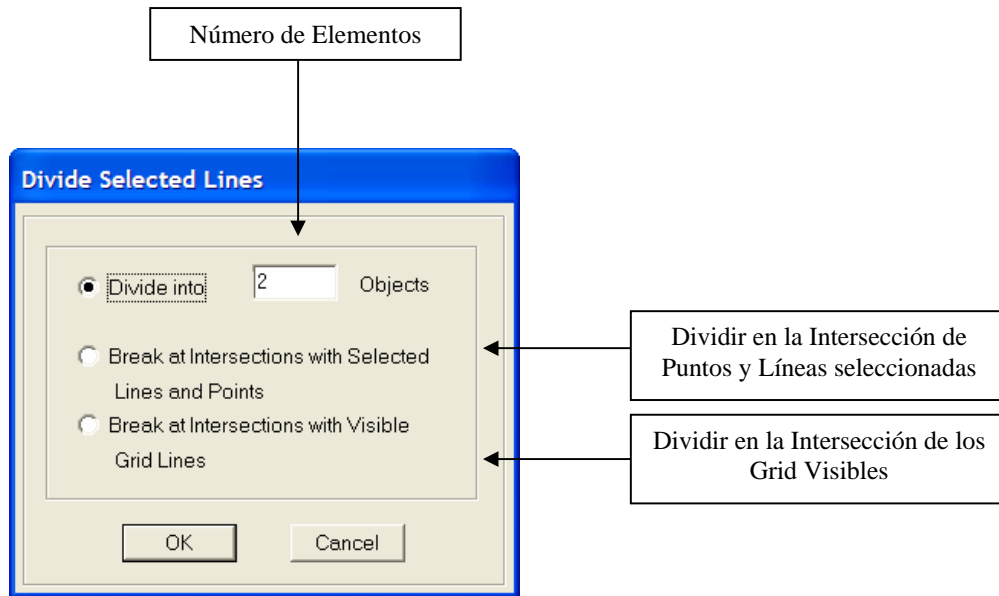 Número de Elementos
Divide Selected Lines
Divide into 2 Objects
Break at Intersections with Selected
Lines and Points
Break at Intersections with Visible
Grid Lines
OK Cancel
Dividir en la Intersección de
Puntos y Líneas seleccionadas
Dividir en la Intersección de los
Grid Visibles